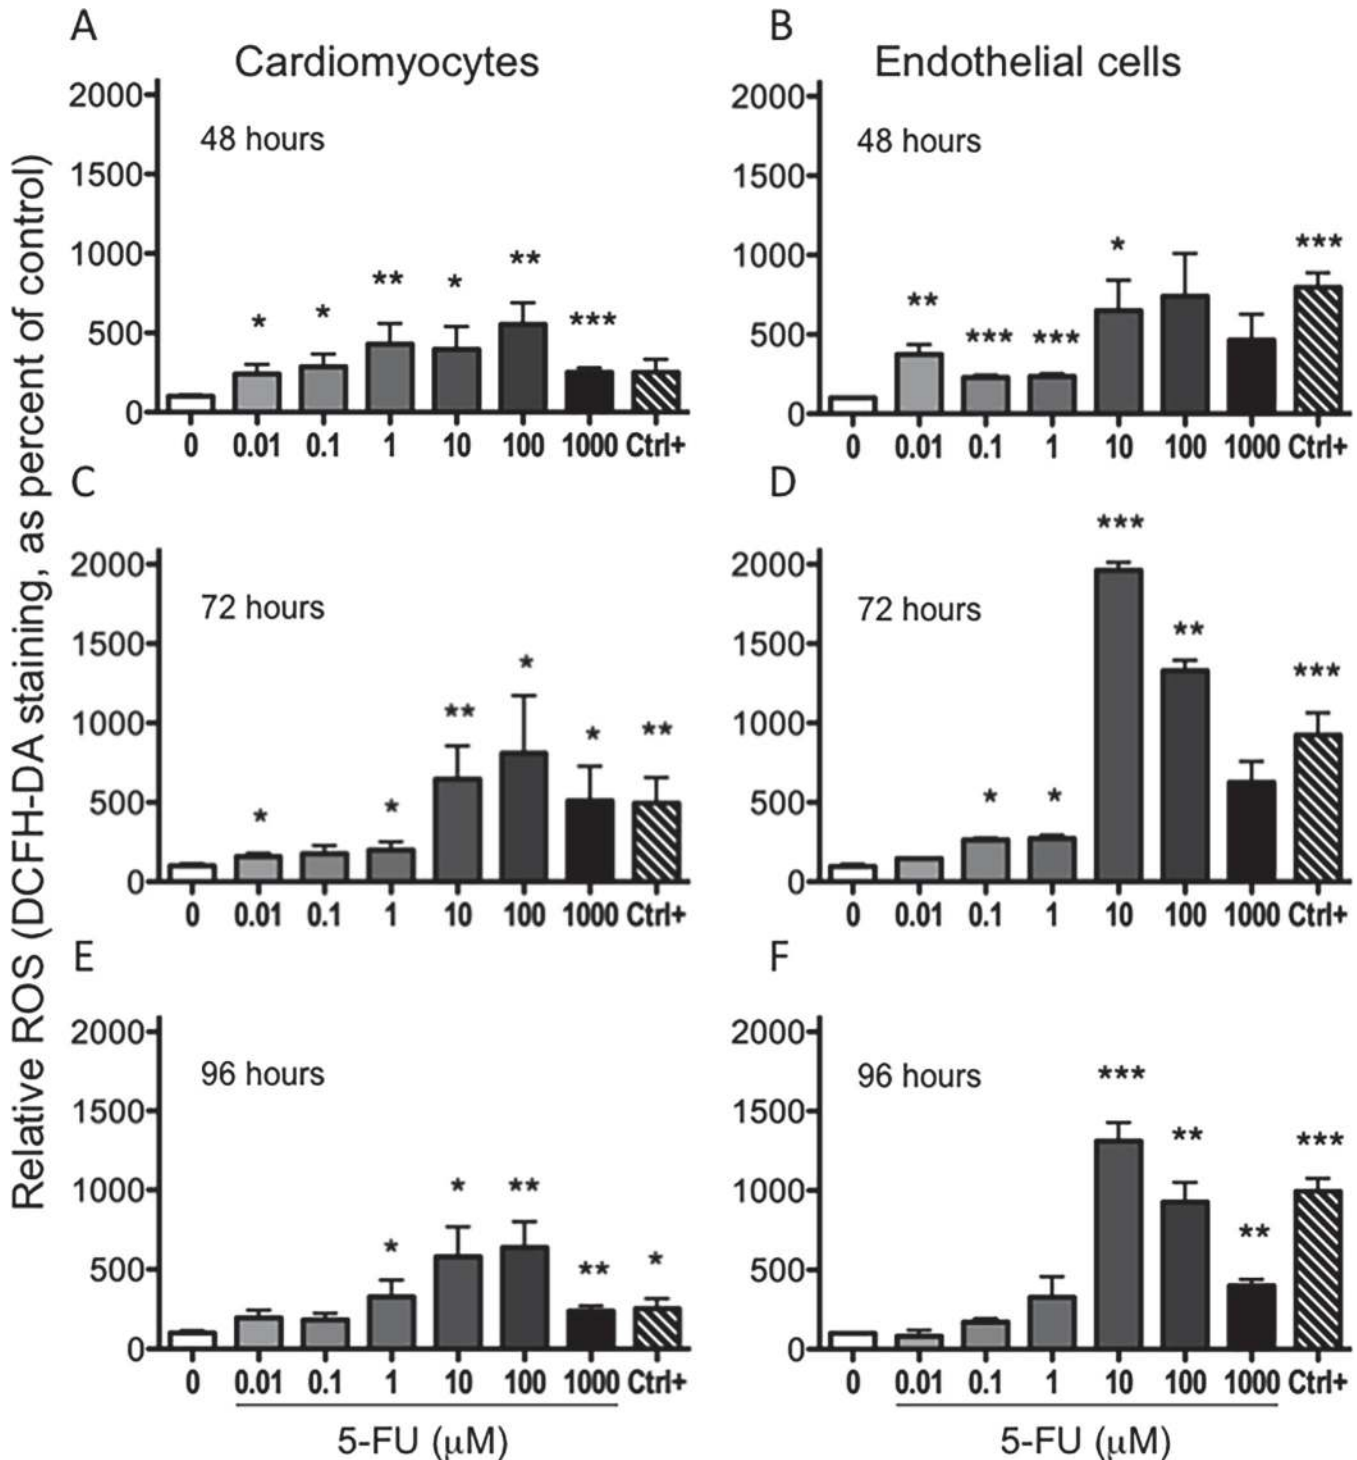 A
B
Cardiomyocytes
Endothelial cells
Relative ROS (DCFH-DA staining, as percent of control)
48 hours
2000
1500
1000
500
0
* * ** * ** ***
0 0.01 0.1 1 10 100 1000 Ctrl+
48 hours
2000
1500
1000
500
0
** *** *** * ***
0 0.01 0.1 1 10 100 1000 Ctrl+
C
72 hours
2000
1500
1000
500
0
* * ** * * **
0 0.01 0.1 1 10 100 1000 Ctrl+
D
72 hours
2000
1500
1000
500
0
* * *** ** ***
0 0.01 0.1 1 10 100 1000 Ctrl+
E
96 hours
2000
1500
1000
500
0
* * ** ** *
0 0.01 0.1 1 10 100 1000 Ctrl+
5-FU (μM)
F
96 hours
2000
1500
1000
500
0
*** ** ** ***
0 0.01 0.1 1 10 100 1000 Ctrl+
5-FU (μM)